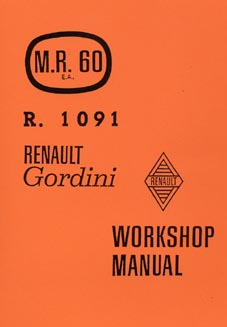 M.R. 60
E.A.
R. 1091
RENAULT
Gordini
RENAULT
WORKSHOP
MANUAL